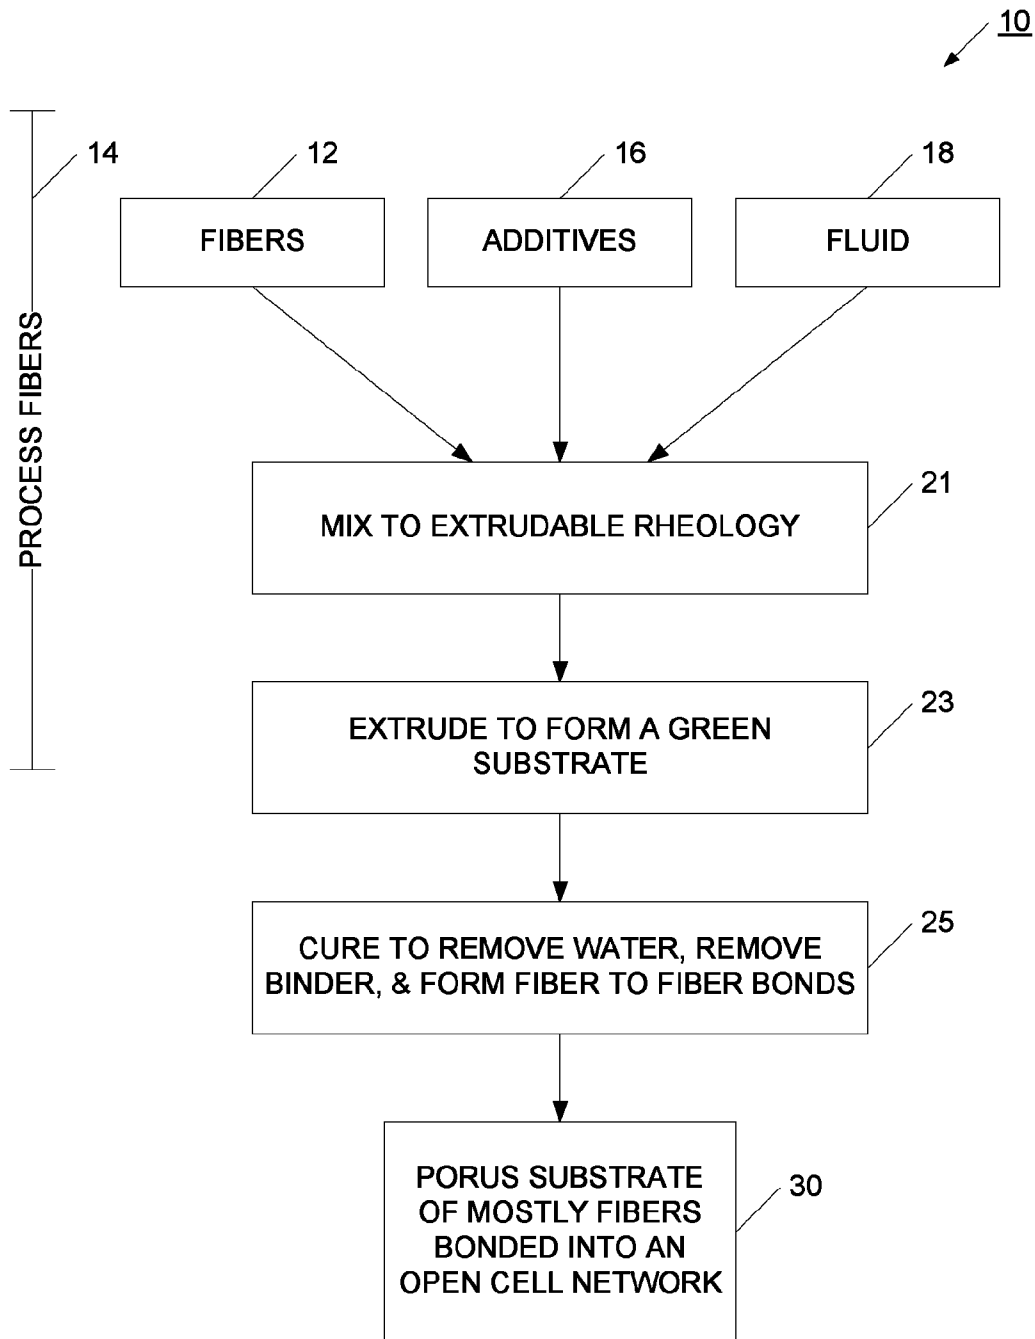 10
14
12
16
18
FIBERS
ADDITIVES
FLUID
PROCESS FIBERS
21
MIX TO EXTRUDABLE RHEOLOGY
23
EXTRUDE TO FORM A GREEN
SUBSTRATE
25
CURE TO REMOVE WATER, REMOVE
BINDER, & FORM FIBER TO FIBER BONDS
30
PORUS SUBSTRATE
OF MOSTLY FIBERS
BONDED INTO AN
OPEN CELL NETWORK